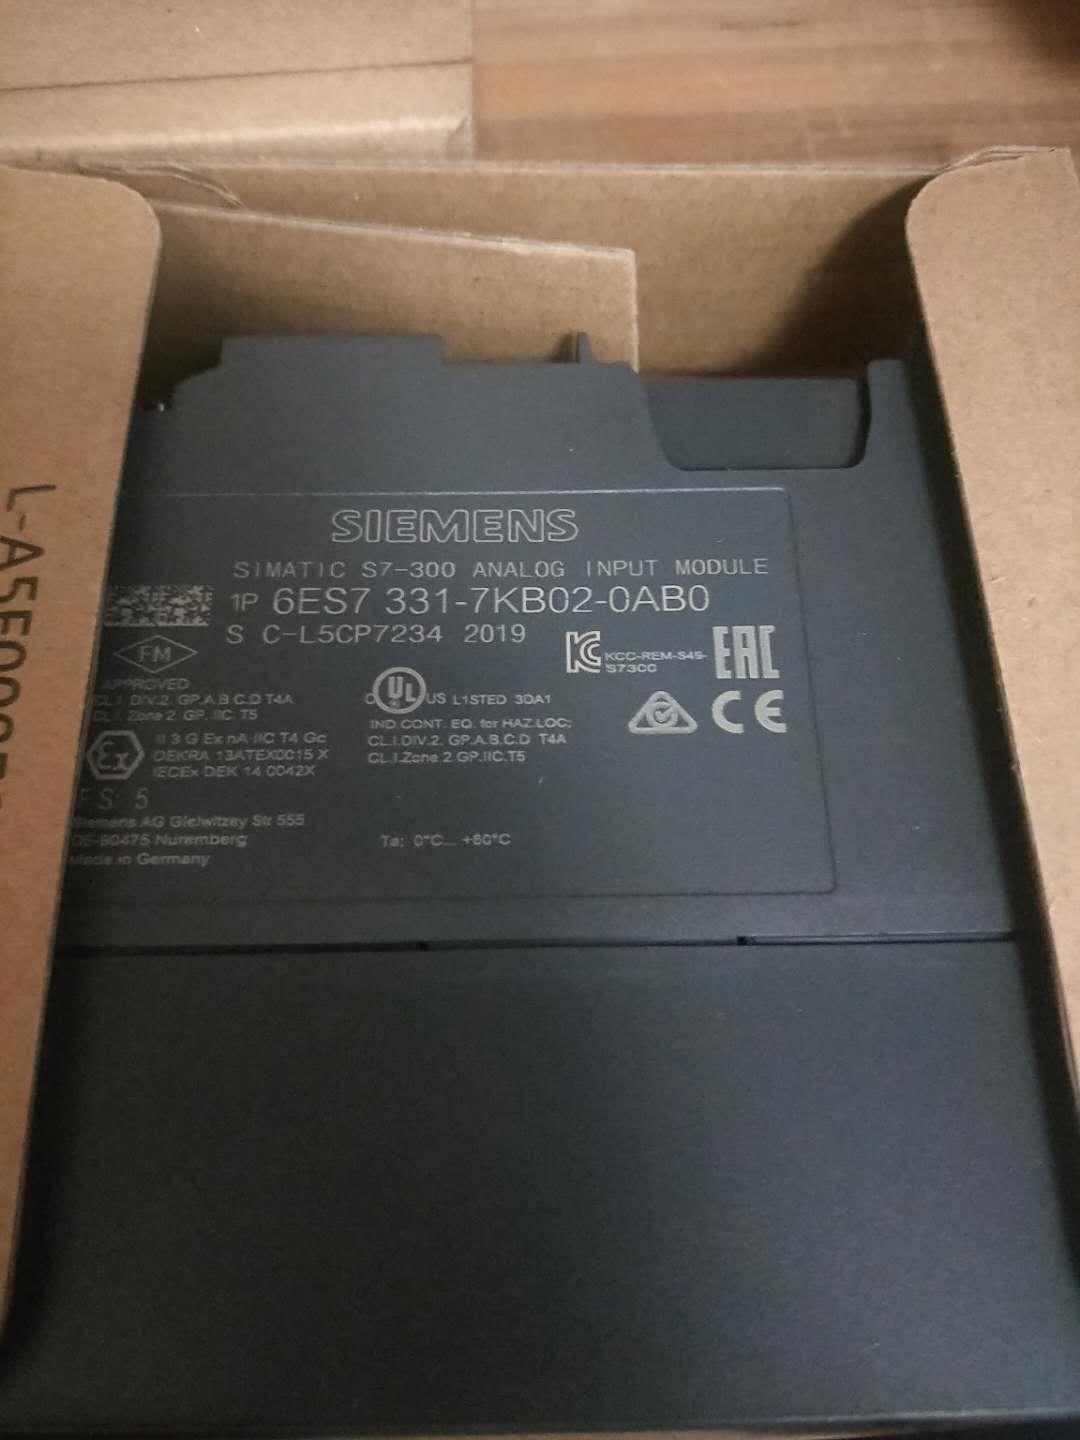 SIEMENS
SIMATIC S7-300 ANALOG INPUT MODULE
1P 6ES7 331-7KB02-0AB0
S C-L5CP7234 2019
FM
APPROVED
CL.I. DIV.2. GP.A.B.C.D T4A
CL.I. Zone 2. GP. IIC. T5
Ex
II 3 G Ex nA IIC T4 Gc
DEKRA 13ATEX0015 X
IECEx DEK 14.0042X
FS: 5
Siemens AG Gleiwitzer Str 555
DE-90475 Nuremberg
Made in Germany
C UL US LISTED 30A1
IND.CONT. EQ. for HAZ.LOC;
CL.I.DIV.2. GP.A.B.C.D T4A
CL.I.Zone 2.GP.IIC.T5
Ta: 0°C... +60°C
KCC-REM-S49-
S73CC
EAC
CE
L-A5E00